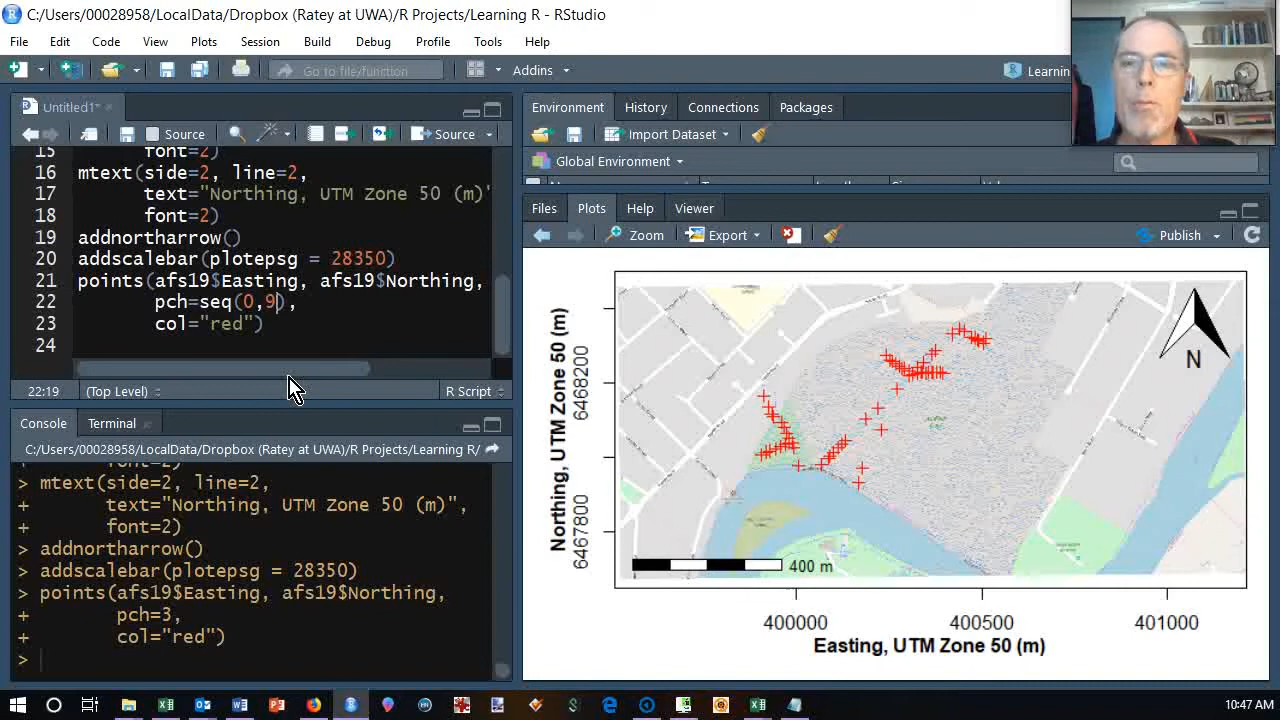 C:/Users/00028958/LocalData/Dropbox (Ratey at UWA)/R Projects/Learning R - RStudio
File Edit Code View Plots Session Build Debug Profile Tools Help
Go to file/function Addins Learnin
Untitled1*
Source Source
15 font=2)
16 mtext(side=2, line=2,
17 text="Northing, UTM Zone 50 (m)"
18 font=2)
19 addnortharrow()
20 addscalebar(plotepsg = 28350)
21 points(afs19$Easting, afs19$Northing,
22 pch=seq(0,9),
23 col="red")
24
22:19 (Top Level) R Script
Console Terminal
C:/Users/00028958/LocalData/Dropbox (Ratey at UWA)/R Projects/Learning R/
+ font=2)
> mtext(side=2, line=2,
+ text="Northing, UTM Zone 50 (m)",
+ font=2)
> addnortharrow()
> addscalebar(plotepsg = 28350)
> points(afs19$Easting, afs19$Northing,
+ pch=3,
+ col="red")
>
Environment History Connections Packages
Import Dataset
Global Environment
Files Plots Help Viewer
Zoom Export Publish
Northing, UTM Zone 50 (m)
6468200
6467800
N
400 m
400000 400500 401000
Easting, UTM Zone 50 (m)
10:47 AM